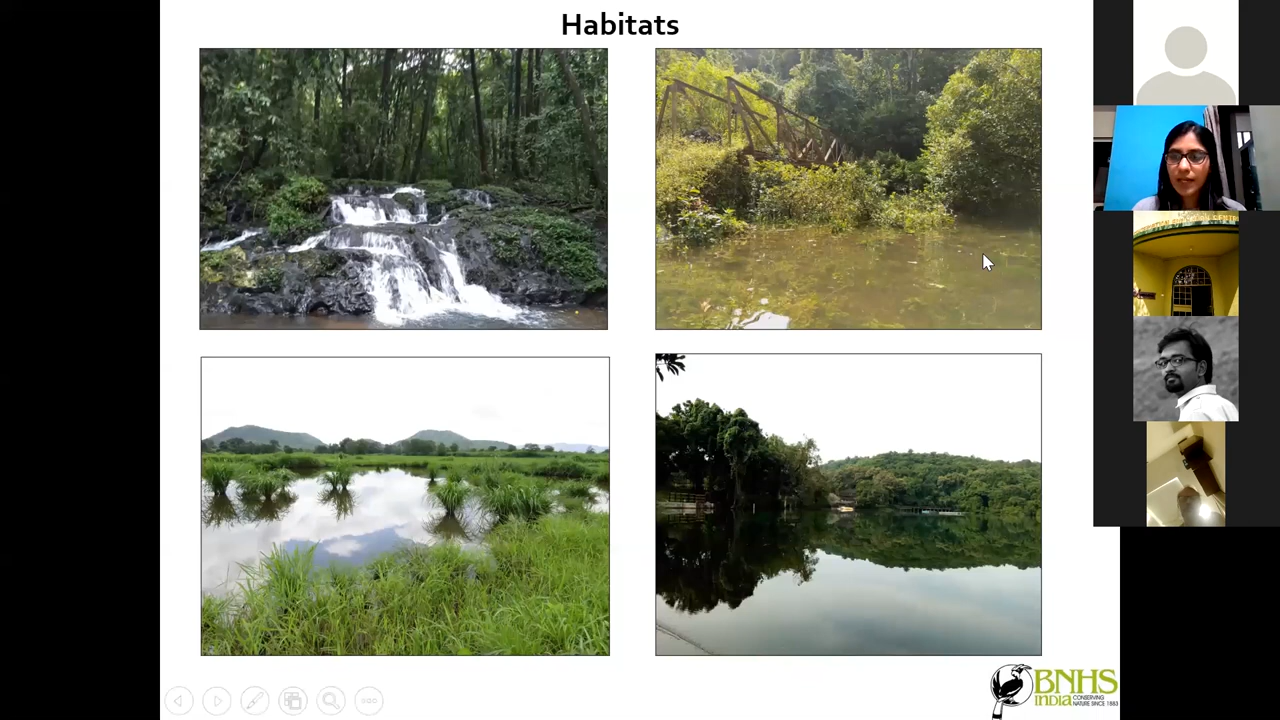 Habitats
BNHS
INDIA
CONSERVING
NATURE SINCE 1883